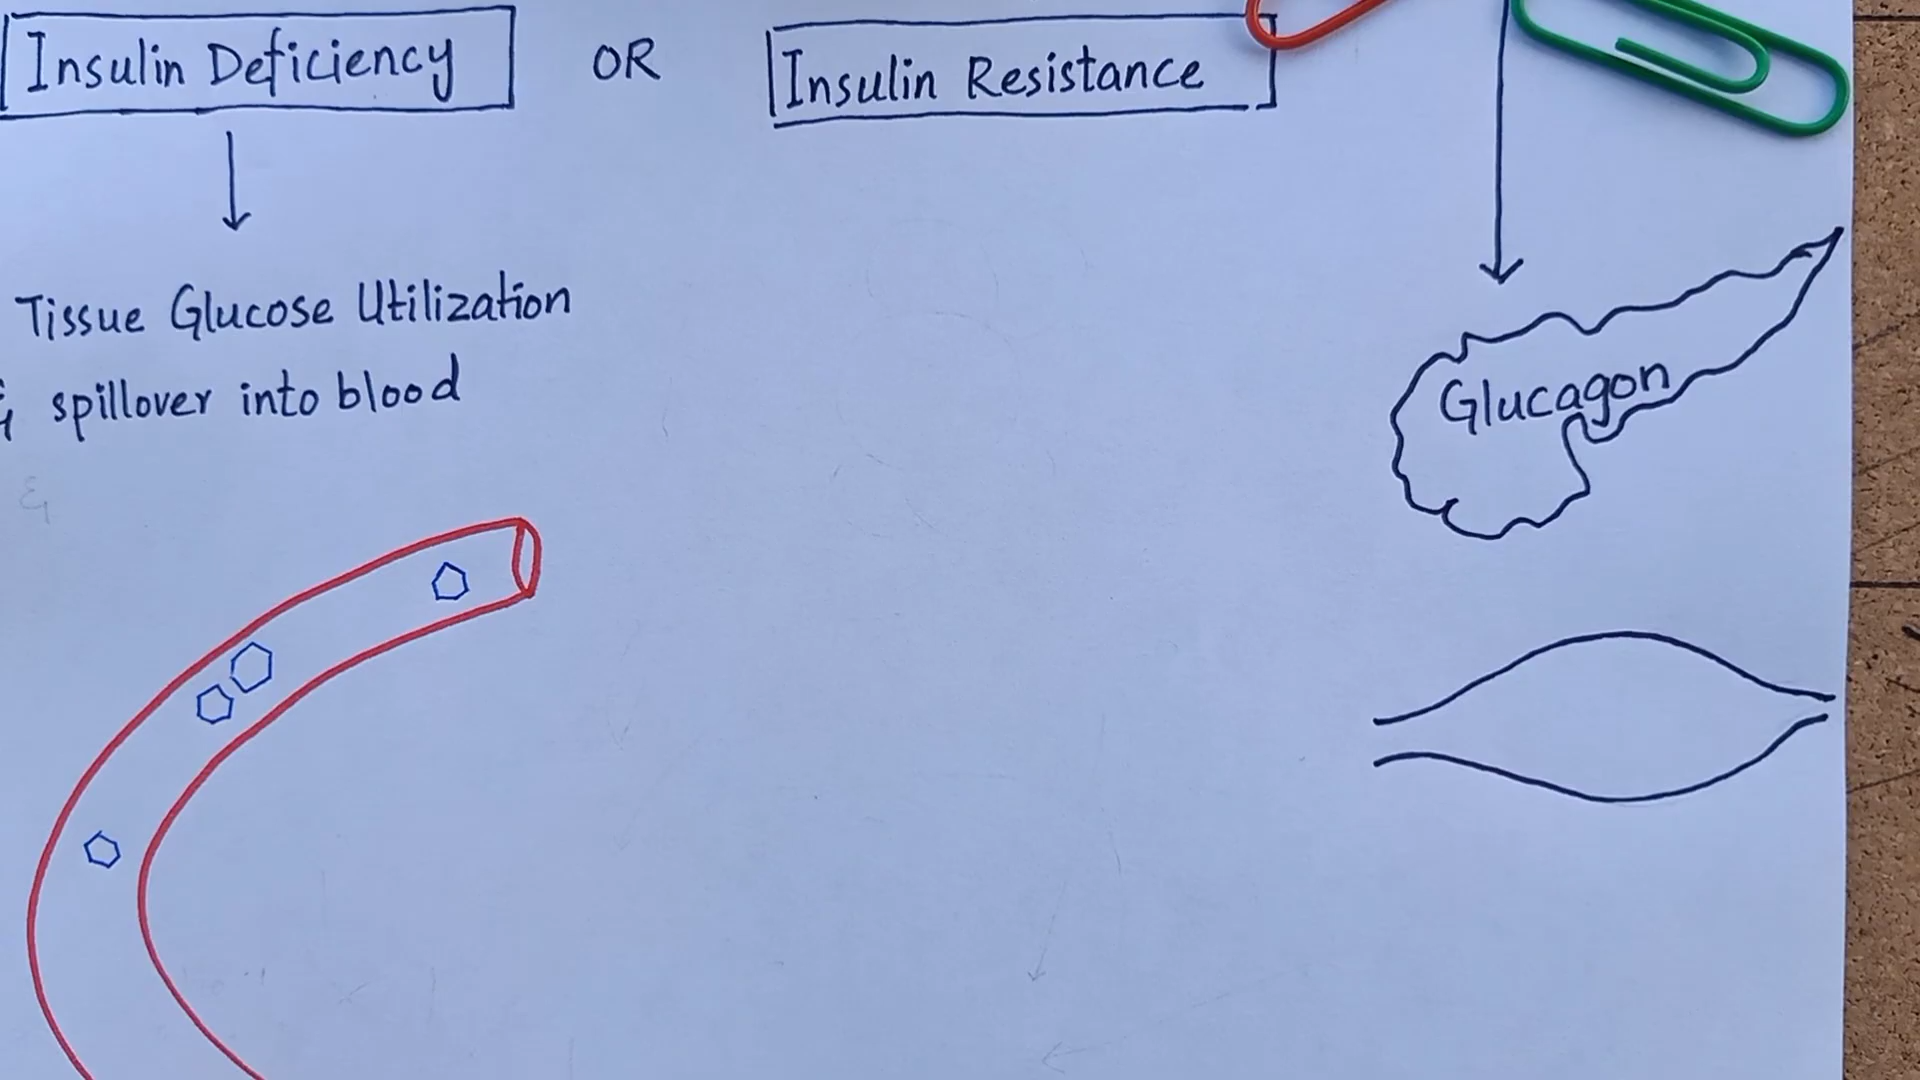 Insulin Deficiency OR Insulin Resistance
Tissue Glucose Utilization
& spillover into blood
Glucagon